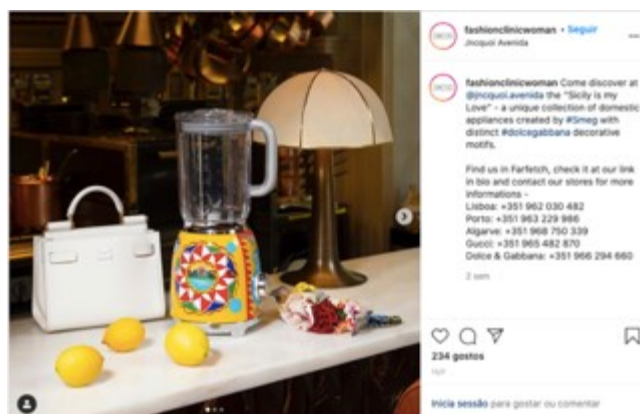 fashionclinicwoman • Seguir
Jncquoi Avenida
fashionclinicwoman Come discover at
@jncquoi.avenida the "Sicily is my
Love" - a unique collection of domestic
appliances created by #Smeg with
distinct #dolcegabbana decorative
motifs.
Find us in Farfetch, check it at our link
in bio and contact our stores for more
informations -
Lisboa: +351 962 030 482
Porto: +351 963 229 986
Algarve: +351 968 750 339
Gucci: +351 965 482 870
Dolce & Gabbana: +351 966 294 660
2 sem
234 gostos
Inicia sessão para gostar ou comentar